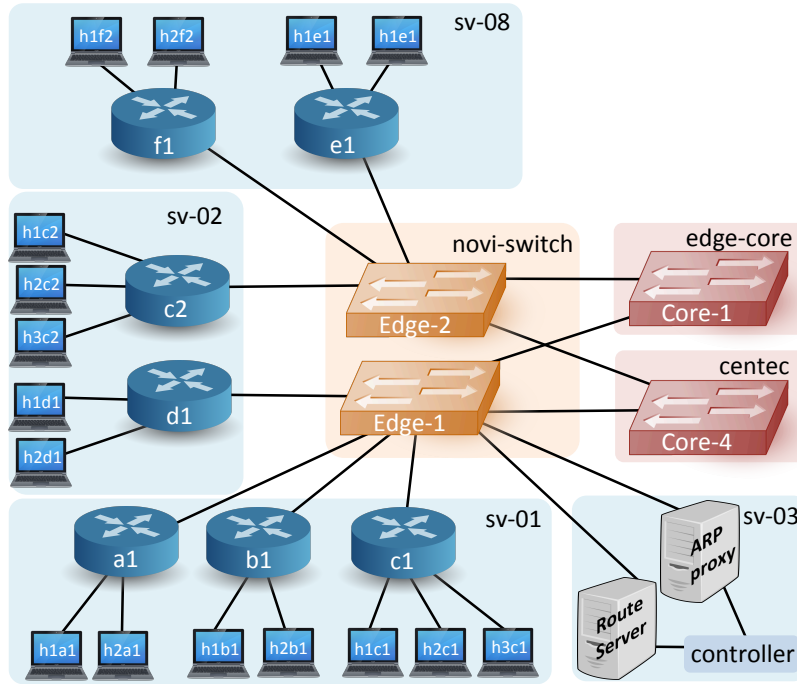 sv-08
h1f2
h2f2
h1e1
h1e1
f1
e1
sv-02
h1c2
h2c2
h3c2
c2
h1d1
h2d1
d1
novi-switch
Edge-2
Edge-1
edge-core
Core-1
centec
Core-4
sv-01
a1
b1
c1
h1a1
h2a1
h1b1
h2b1
h1c1
h2c1
h3c1
sv-03
ARP
proxy
Route
Server
controller